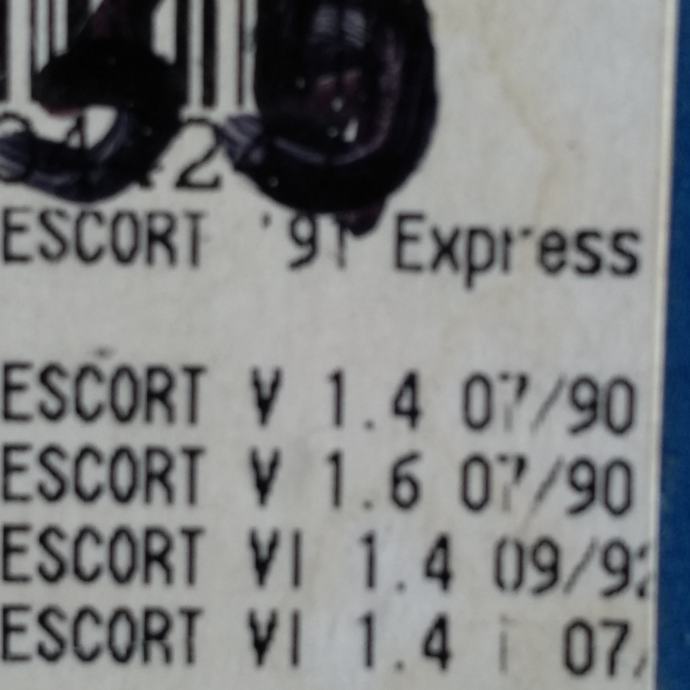 ESCORT '91 Express
ESCORT V 1.4 07/90
ESCORT V 1.6 07/90
ESCORT VI 1.4 09/92
ESCORT VI 1.4 i 07/